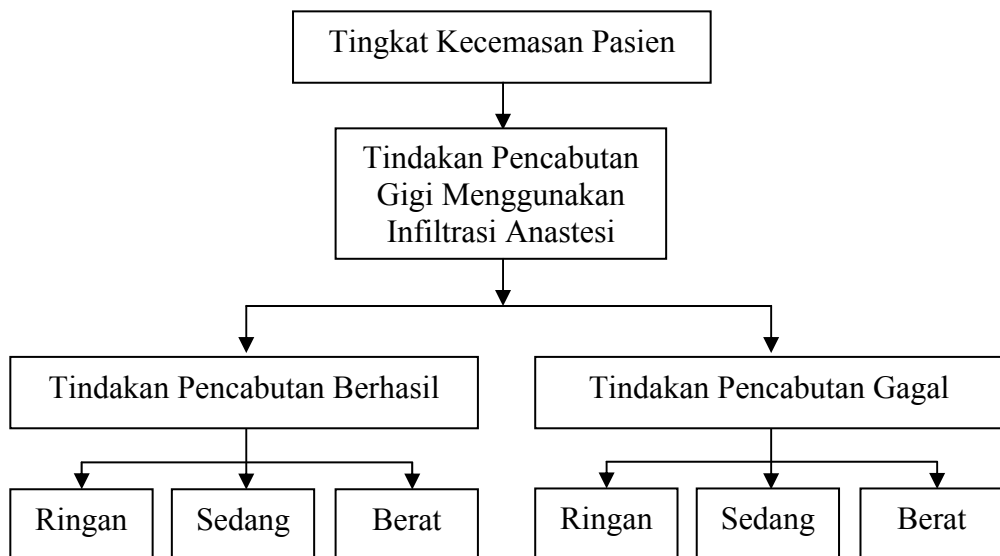 Tingkat Kecemasan Pasien
Tindakan Pencabutan
Gigi Menggunakan
Infiltrasi Anastesi
Tindakan Pencabutan Berhasil
Tindakan Pencabutan Gagal
Ringan
Sedang
Berat
Ringan
Sedang
Berat